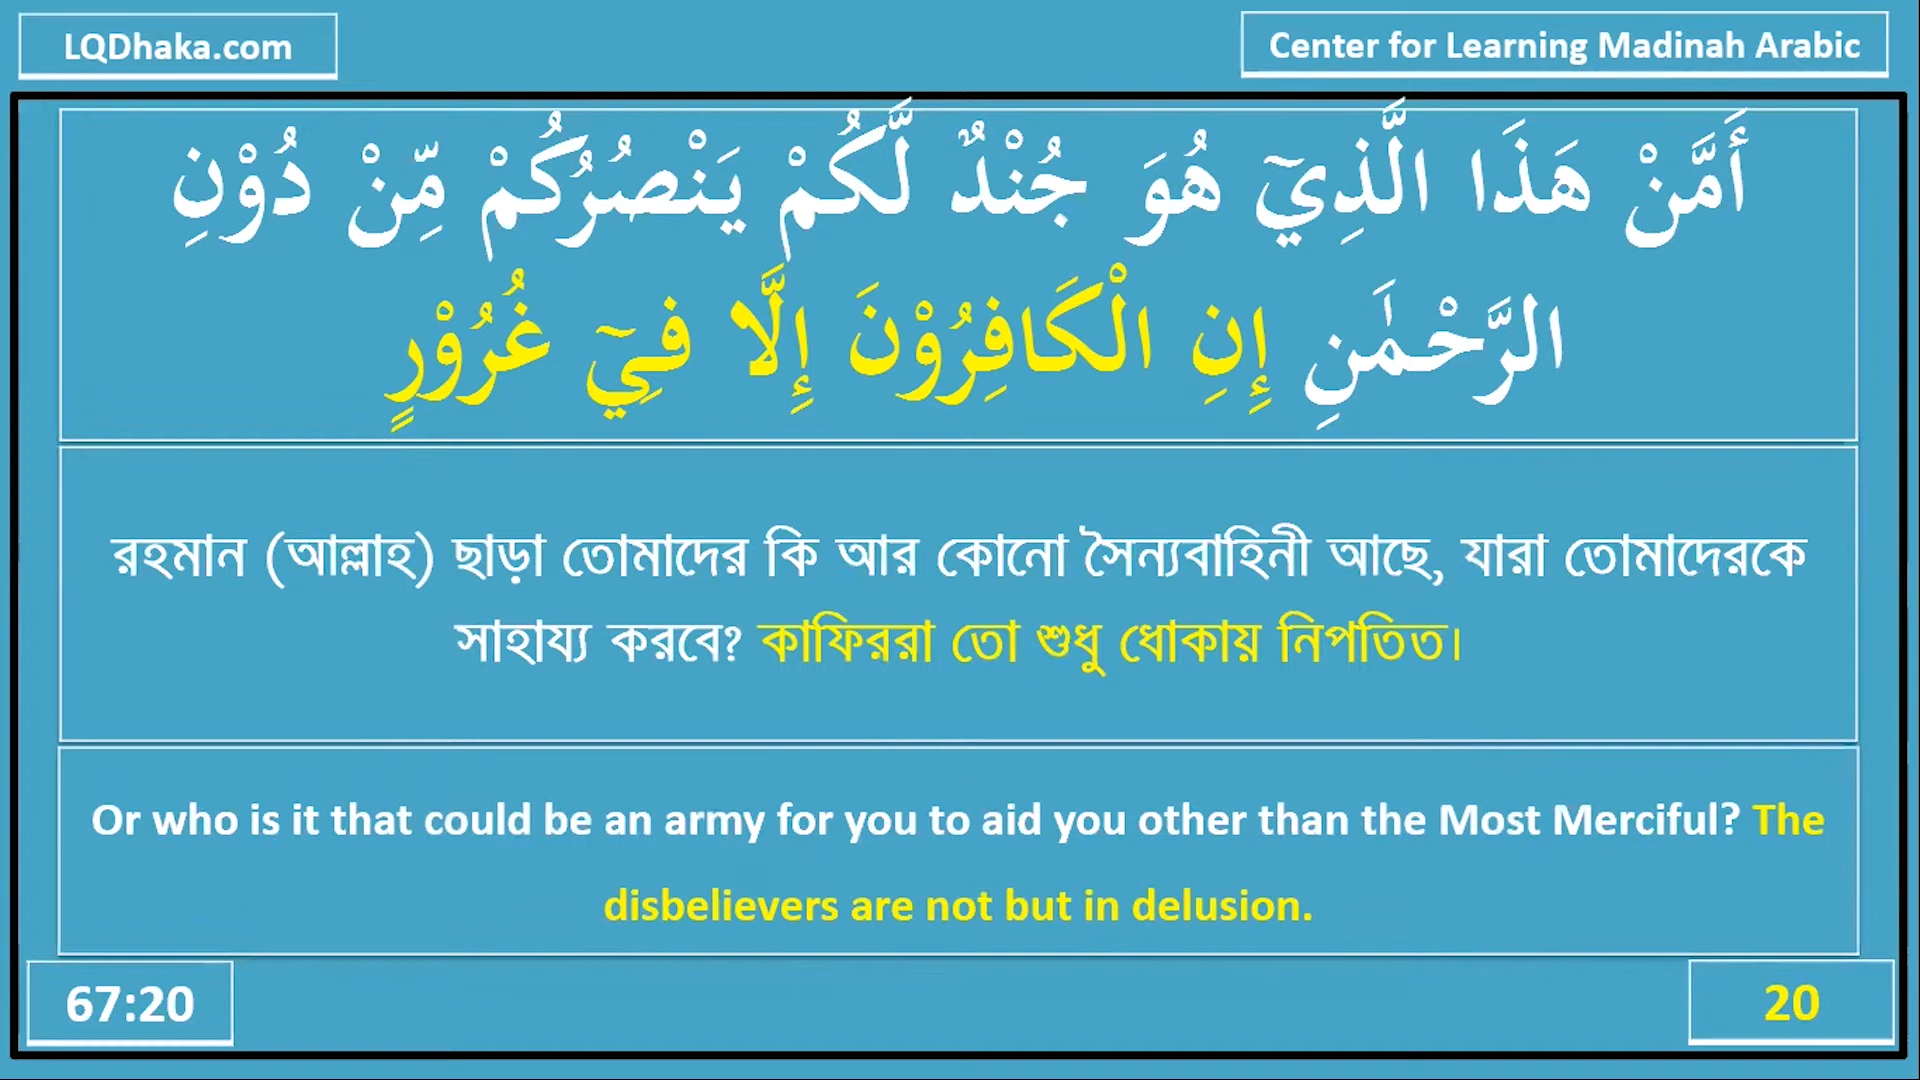 LQDhaka.com
Center for Learning Madinah Arabic
أَمَّنْ هَذَا الَّذِيۤ هُوَ جُنْدٌ لَّكُمْ يَنْصُرُكُمْ مِّنْ دُوْنِ
الرَّحْمٰنِ إِنِ الْكَافِرُوْنَ إِلَّا فِيۤ غُرُوْرٍ
রহমান (আল্লাহ) ছাড়া তোমাদের কি আর কোনো সৈন্যবাহিনী আছে, যারা তোমাদেরকে
সাহায্য করবে? কাফিররা তো শুধু ধোকায় নিপতিত।
Or who is it that could be an army for you to aid you other than the Most Merciful? The
disbelievers are not but in delusion.
67:20
20